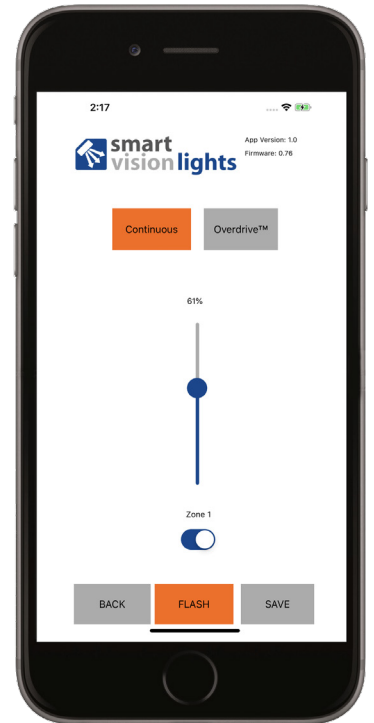 2:17
smart
vision lights
App Version: 1.0
Firmware: 0.76
Continuous
Overdrive™
61%
Zone 1
BACK
FLASH
SAVE